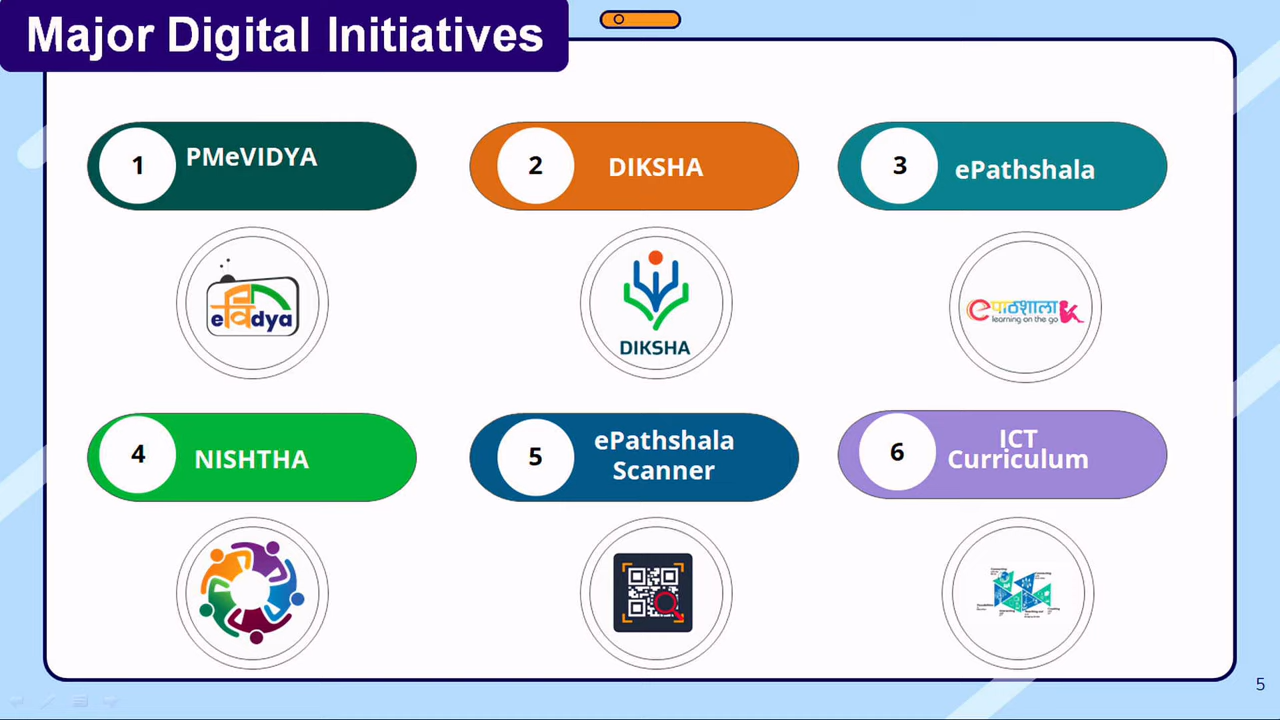 Major Digital Initiatives
1
PMeVIDYA
2
DIKSHA
3
ePathshala
eविdya
DIKSHA
eपाठशाला
learning on the go
4
NISHTHA
5
ePathshala
Scanner
6
ICT
Curriculum
5